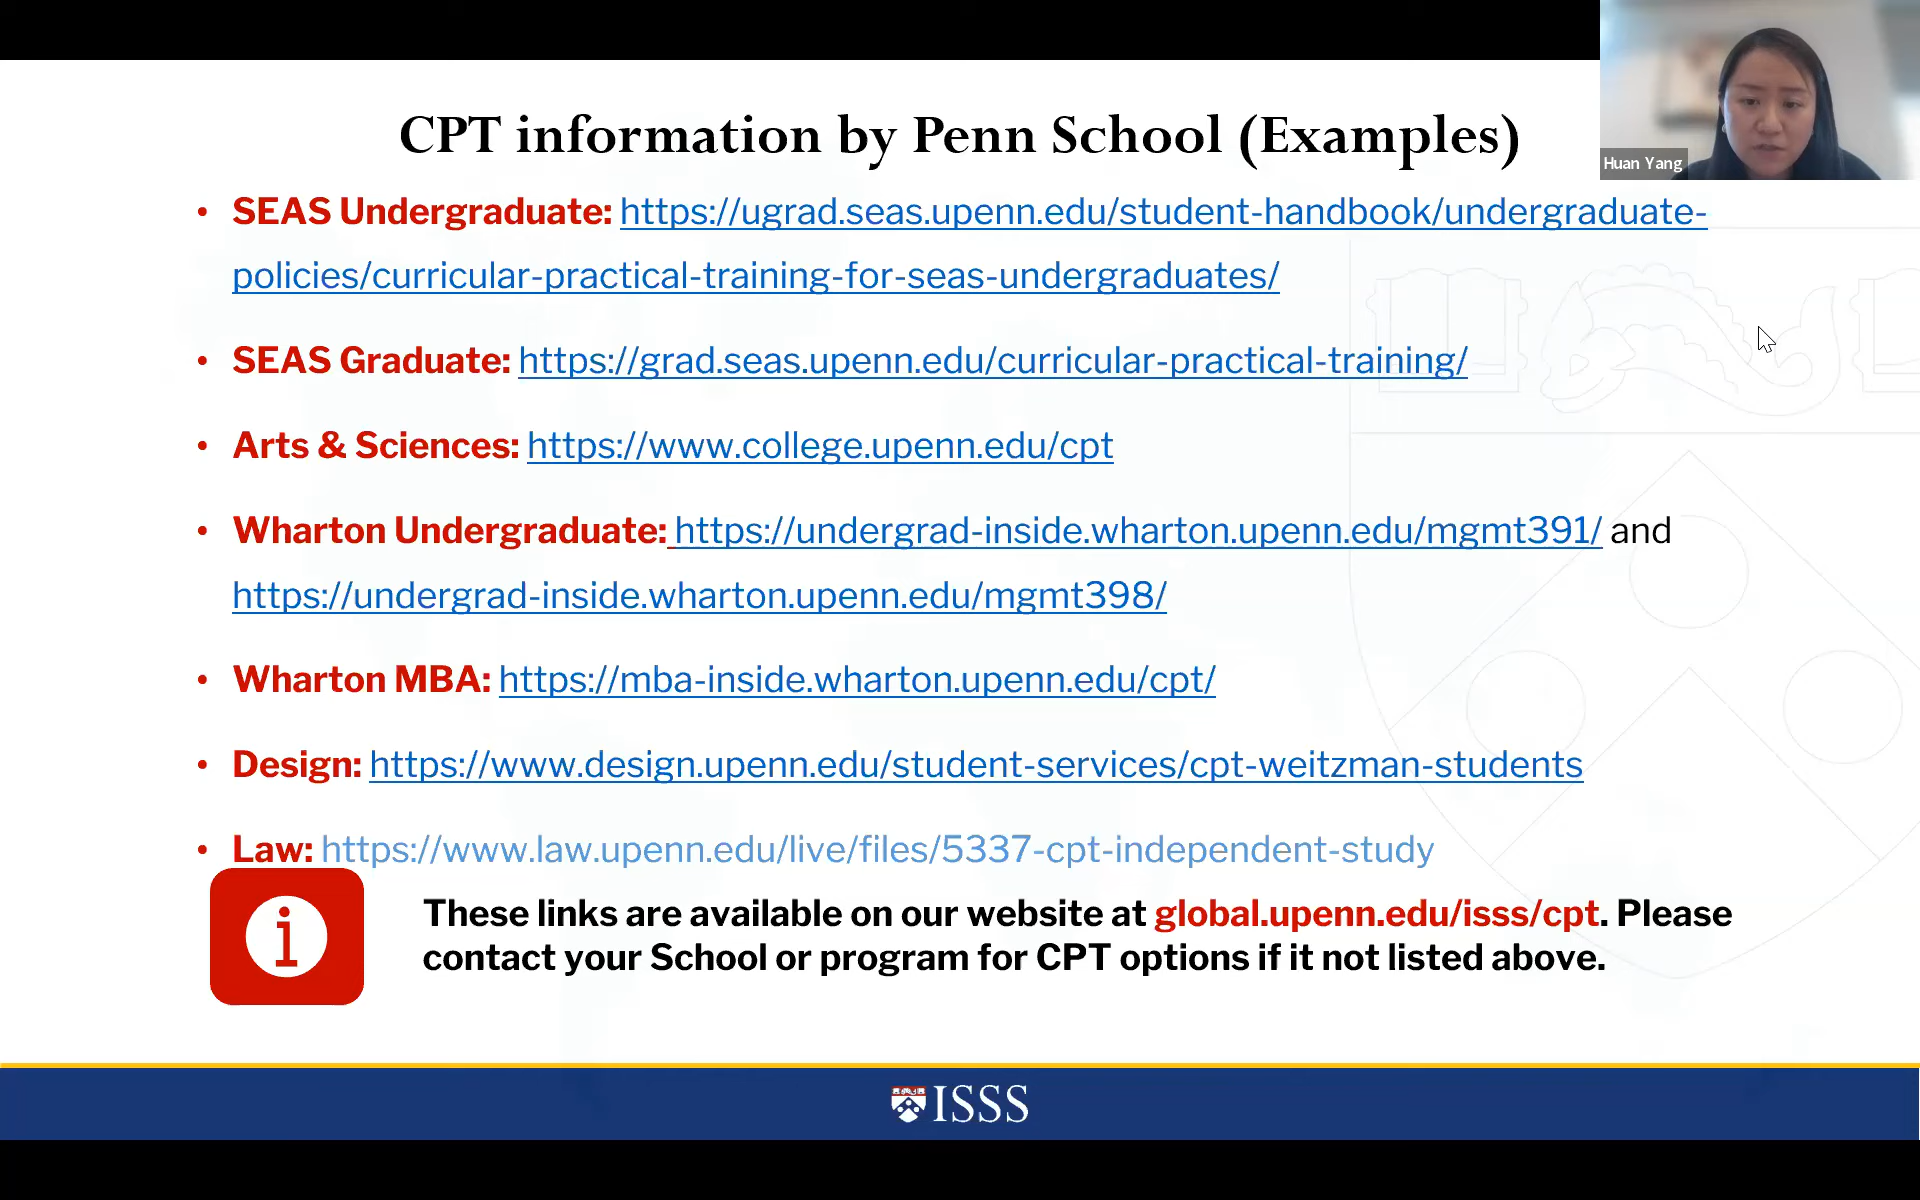 CPT information by Penn School (Examples)
Huan Yang
• SEAS Undergraduate: https://ugrad.seas.upenn.edu/student-handbook/undergraduate-
policies/curricular-practical-training-for-seas-undergraduates/
• SEAS Graduate: https://grad.seas.upenn.edu/curricular-practical-training/
• Arts & Sciences: https://www.college.upenn.edu/cpt
• Wharton Undergraduate: https://undergrad-inside.wharton.upenn.edu/mgmt391/ and
https://undergrad-inside.wharton.upenn.edu/mgmt398/
• Wharton MBA: https://mba-inside.wharton.upenn.edu/cpt/
• Design: https://www.design.upenn.edu/student-services/cpt-weitzman-students
• Law: https://www.law.upenn.edu/live/files/5337-cpt-independent-study
i
These links are available on our website at global.upenn.edu/isss/cpt. Please
contact your School or program for CPT options if it not listed above.
ISSS